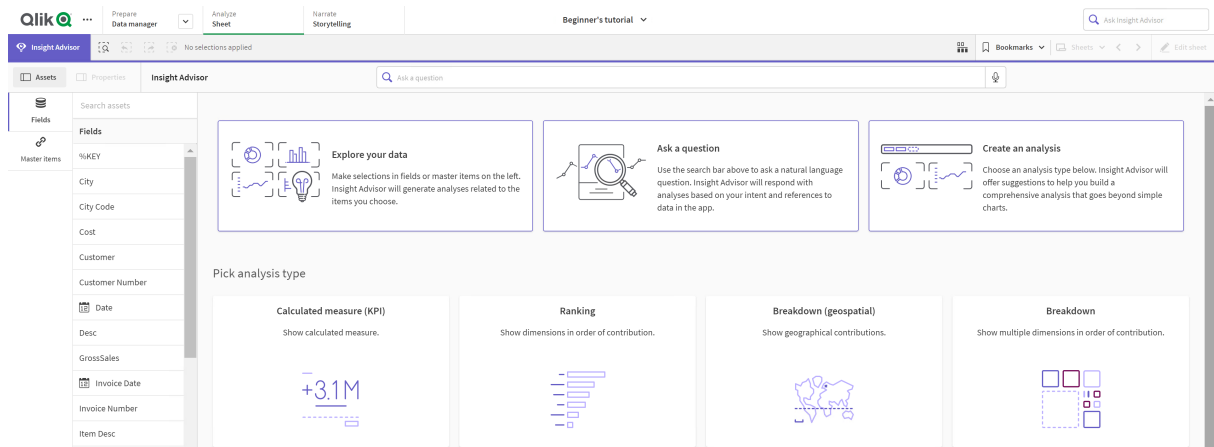 Qlik
Prepare
Data manager
Analyze
Sheet
Narrate
Storytelling
Beginner's tutorial
Ask Insight Advisor
Insight Advisor
No selections applied
Bookmarks
Sheets
Edit sheet
Assets
Properties
Insight Advisor
Ask a question
Fields
Master items
Search assets
Fields
%KEY
City
City Code
Cost
Customer
Customer Number
Date
Desc
GrossSales
Invoice Date
Invoice Number
Item Desc
Explore your data
Make selections in fields or master items on the left.
Insight Advisor will generate analyses related to the
items you choose.
Ask a question
Use the search bar above to ask a natural language
question. Insight Advisor will respond with
analyses based on your intent and references to
data in the app.
Create an analysis
Choose an analysis type below. Insight Advisor will
offer suggestions to help you build a
comprehensive analysis that goes beyond simple
charts.
Pick analysis type
Calculated measure (KPI)
Show calculated measure.
+3.1M
Ranking
Show dimensions in order of contribution.
Breakdown (geospatial)
Show geographical contributions.
Breakdown
Show multiple dimensions in order of contribution.